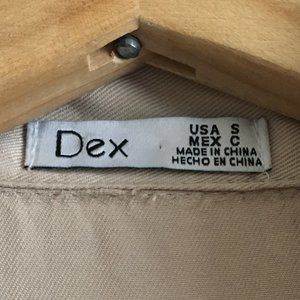 Dex
USA S
MEX C
MADE IN CHINA
HECHO EN CHINA